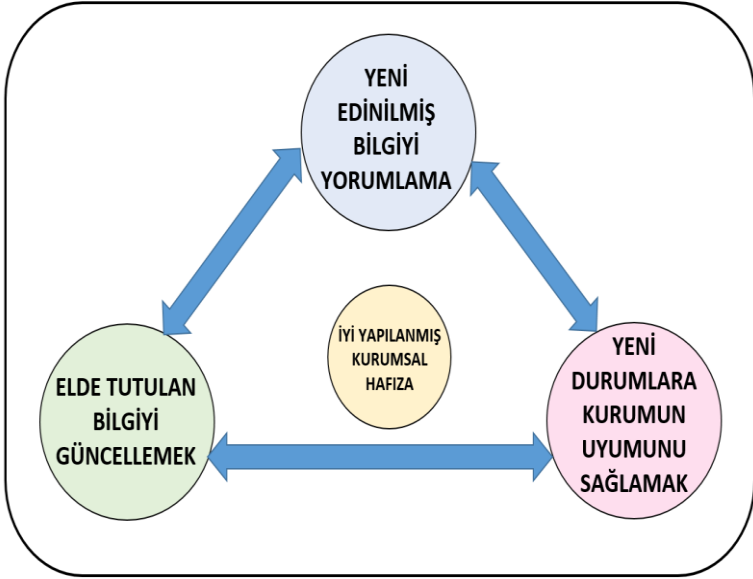 YENİ
EDİNİLMİŞ
BİLGİYİ
YORUMLAMA
İYİ YAPILANMIŞ
KURUMSAL
HAFIZA
ELDE TUTULAN
BİLGİYİ
GÜNCELLEMEK
YENİ
DURUMLARA
KURUMUN
UYUMUNU
SAĞLAMAK